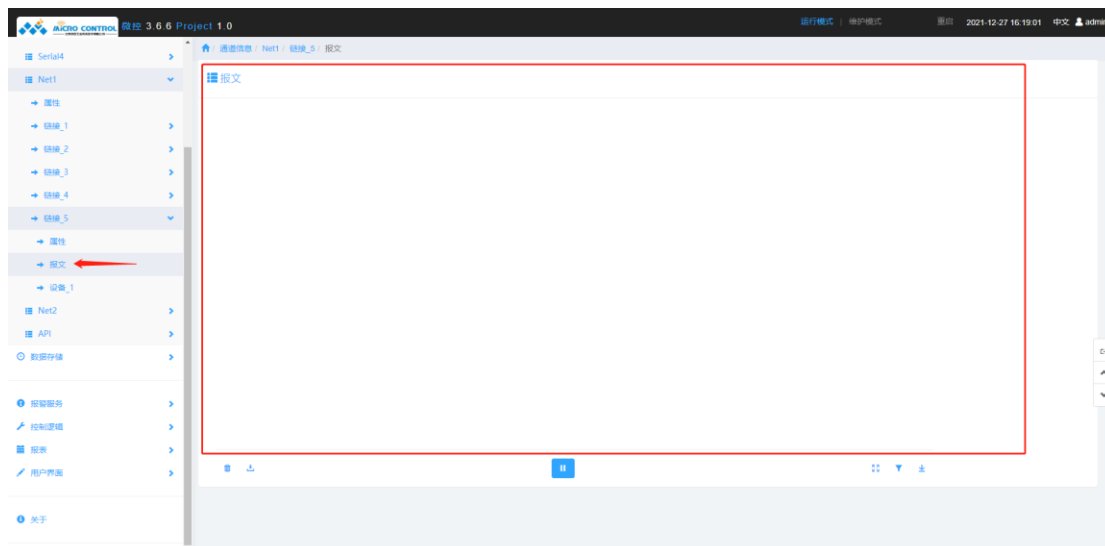 MICRO CONTROL 微控 3.6.6 Project 1.0
运行模式 | 维护模式 重启 2021-12-27 16:19:01 中文 admin
/ 通道信息 / Net1 / 链接_5 / 报文
Serial4
Net1
属性
链接_1
链接_2
链接_3
链接_4
链接_5
属性
报文
设备_1
Net2
API
数据存储
报警服务
控制逻辑
报表
用户界面
关于
报文